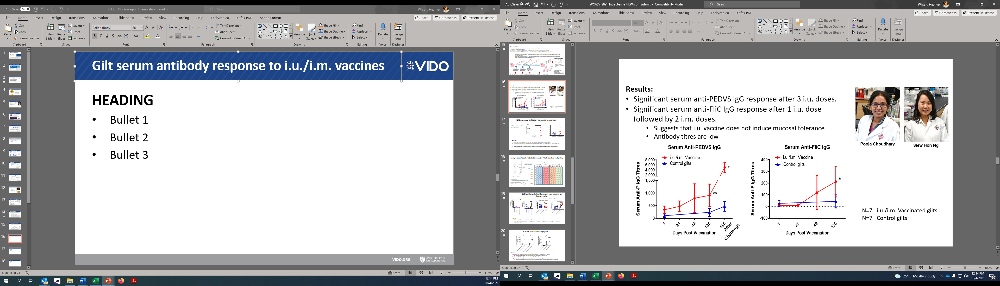 AutoSave On
BLUE VIDO Powerpoint Template - Saved
Search
Wilson, Heather
File Home Insert Design Transitions Animations Slide Show Review View Recording Help EndNote 20 Kofax PDF Shape Format
Share Comments Present in Teams
Paste
Cut
Copy
Format Painter
Clipboard
New Slide
Reuse Slides
Layout
Reset
Section
Slides
Calibri (Body) 36
Font
Text Direction
Align Text
Convert to SmartArt
Paragraph
Arrange
Quick Styles
Shape Fill
Shape Outline
Shape Effects
Drawing
Find
Replace
Select
Editing
Dictate
Voice
Design Ideas
Designer
1
2
3
4
5
6
7
8
9
10
11
12
13
14
15
16
17
18
Gilt serum antibody response to i.u./i.m. vaccines
VIDO
HEADING
• Bullet 1
• Bullet 2
• Bullet 3
VIDO.ORG
UNIVERSITY OF
SASKATCHEWAN
Slide 16 of 25
Notes
114%
12:14 PM
10/4/2021
AutoSave Off
WCASV_2021_Intrauterine_HLWilson_Submit - Compatibility Mode
Search
Wilson, Heather
File Home Insert Design Transitions Animations Slide Show Review View Recording Help EndNote 20 Kofax PDF
Share Comments Present in Teams
Paste
Cut
Copy
Format Painter
Clipboard
New Slide
Reuse Slides
Layout
Reset
Section
Slides
Font
Text Direction
Align Text
Convert to SmartArt
Paragraph
Arrange
Quick Styles
Shape Fill
Shape Outline
Shape Effects
Drawing
Find
Replace
Select
Editing
Dictate
Voice
Design Ideas
Designer
15
16
17
Gilt mucosal antibody immune response:
18
Antigen-specific cell-mediated immunity: PBMC isolation and plating
19
Gilt cell-mediated immune responses in
blood cells
20
Passive protection for piglets
Results:
• Significant serum anti-PEDVS IgG response after 3 i.u. doses.
• Significant serum anti-FliC IgG response after 1 i.u. dose
followed by 2 i.m. doses.
• Suggests that i.u. vaccine does not induce mucosal tolerance
• Antibody titres are low
Pooja Choudhary
Siew Hon Ng
Serum Anti-PEDVS IgG
i.u./i.m. Vaccine
Control gilts
Serum Anti-P IgG Titres
8,000
6,000
4,000
2,000
1,500
1,000
500
0
*
**
1 21 42 135 166 After Challenge
Days Post Vaccination
Serum Anti-FliC IgG
i.u./i.m. Vaccine
Control gilts
Serum Anti-F IgG Titres
400
300
200
100
0
-100
*
1 21 42 135
Days Post Vaccination
N=7 i.u./i.m. Vaccinated gilts
N=7 Control gilts
Slide 16 of 27
Notes
100%
25°C Mostly cloudy
12:14 PM
10/4/2021
20